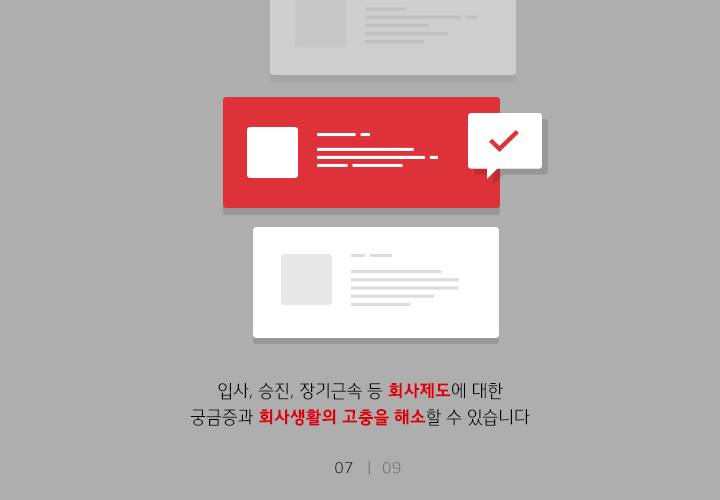 입사, 승진, 장기근속 등 회사제도에 대한
궁금증과 회사생활의 고충을 해소할 수 있습니다
07 | 09